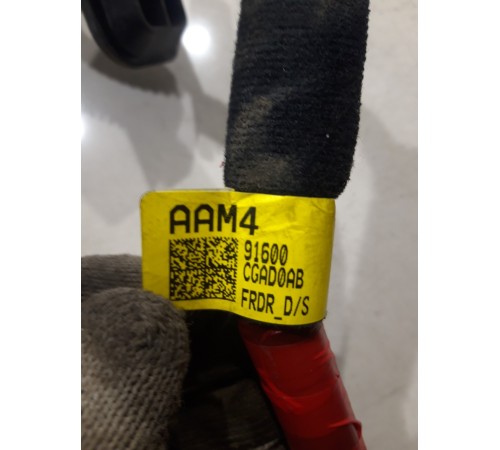 AAM4
91600
CGAD0AB
FRDR_D/S